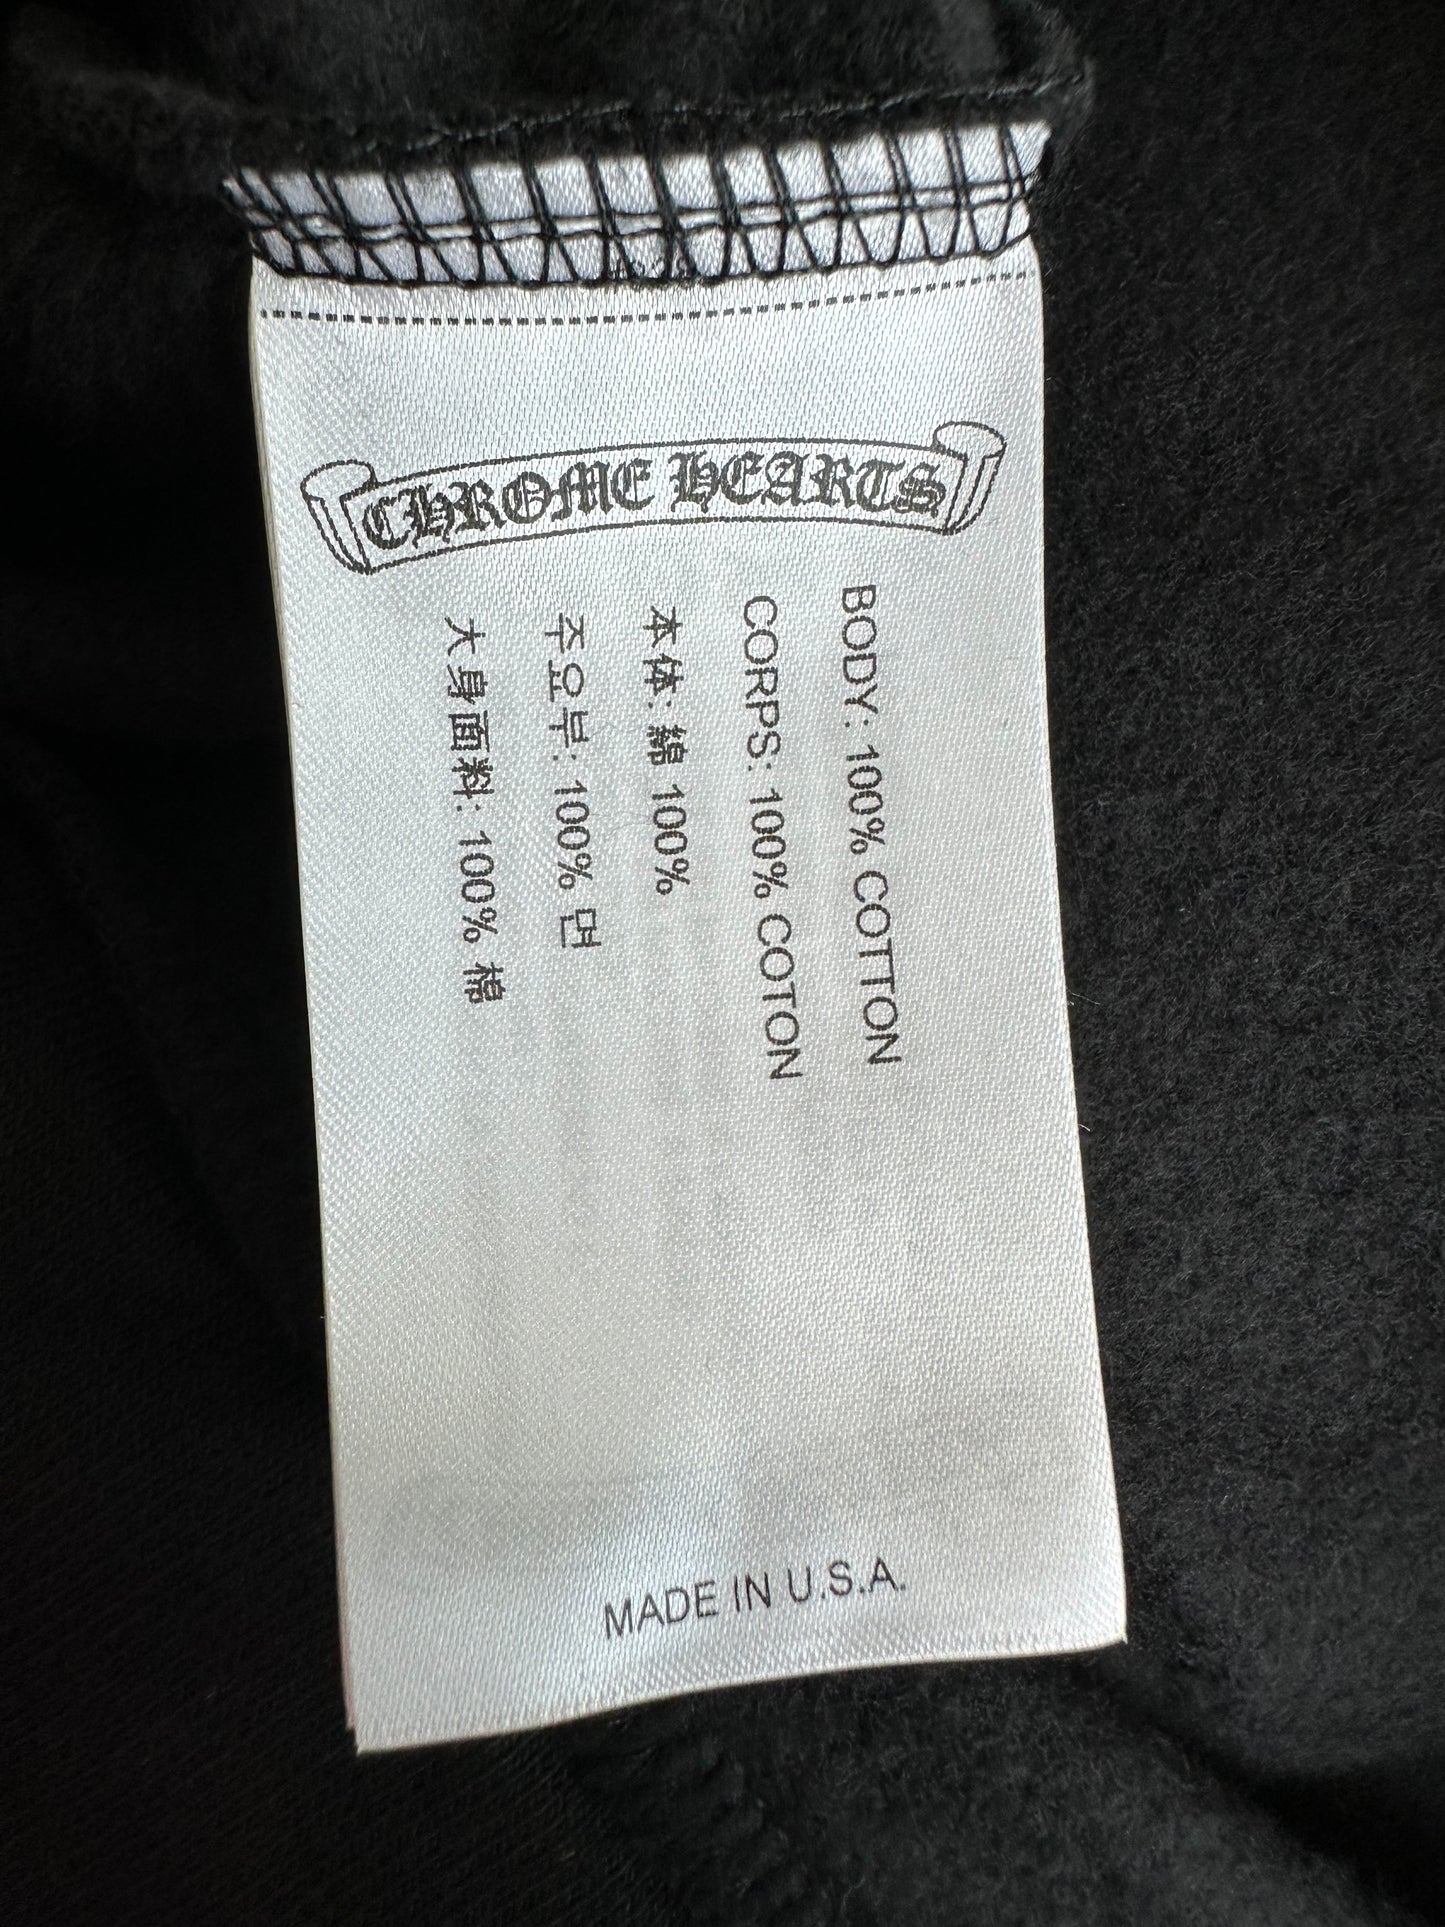 CHROME HEARTS
BODY: 100% COTTON
CORPS: 100% COTON
本体: 綿 100%
주요부: 100% 면
大身面料: 100% 棉
MADE IN U.S.A.